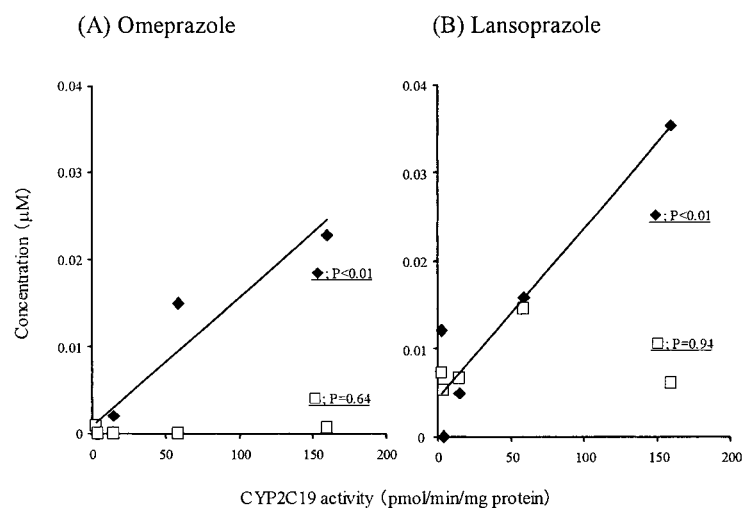 (A) Omeprazole
(B) Lansoprazole
Concentration (μM)
0.04
0.03
0.02
0.01
0
0
50
100
150
200
◆; P<0.01
□; P=0.64
0.04
0.03
0.02
0.01
0
0
50
100
150
200
◆; P<0.01
□; P=0.94
CYP2C19 activity (pmol/min/mg protein)